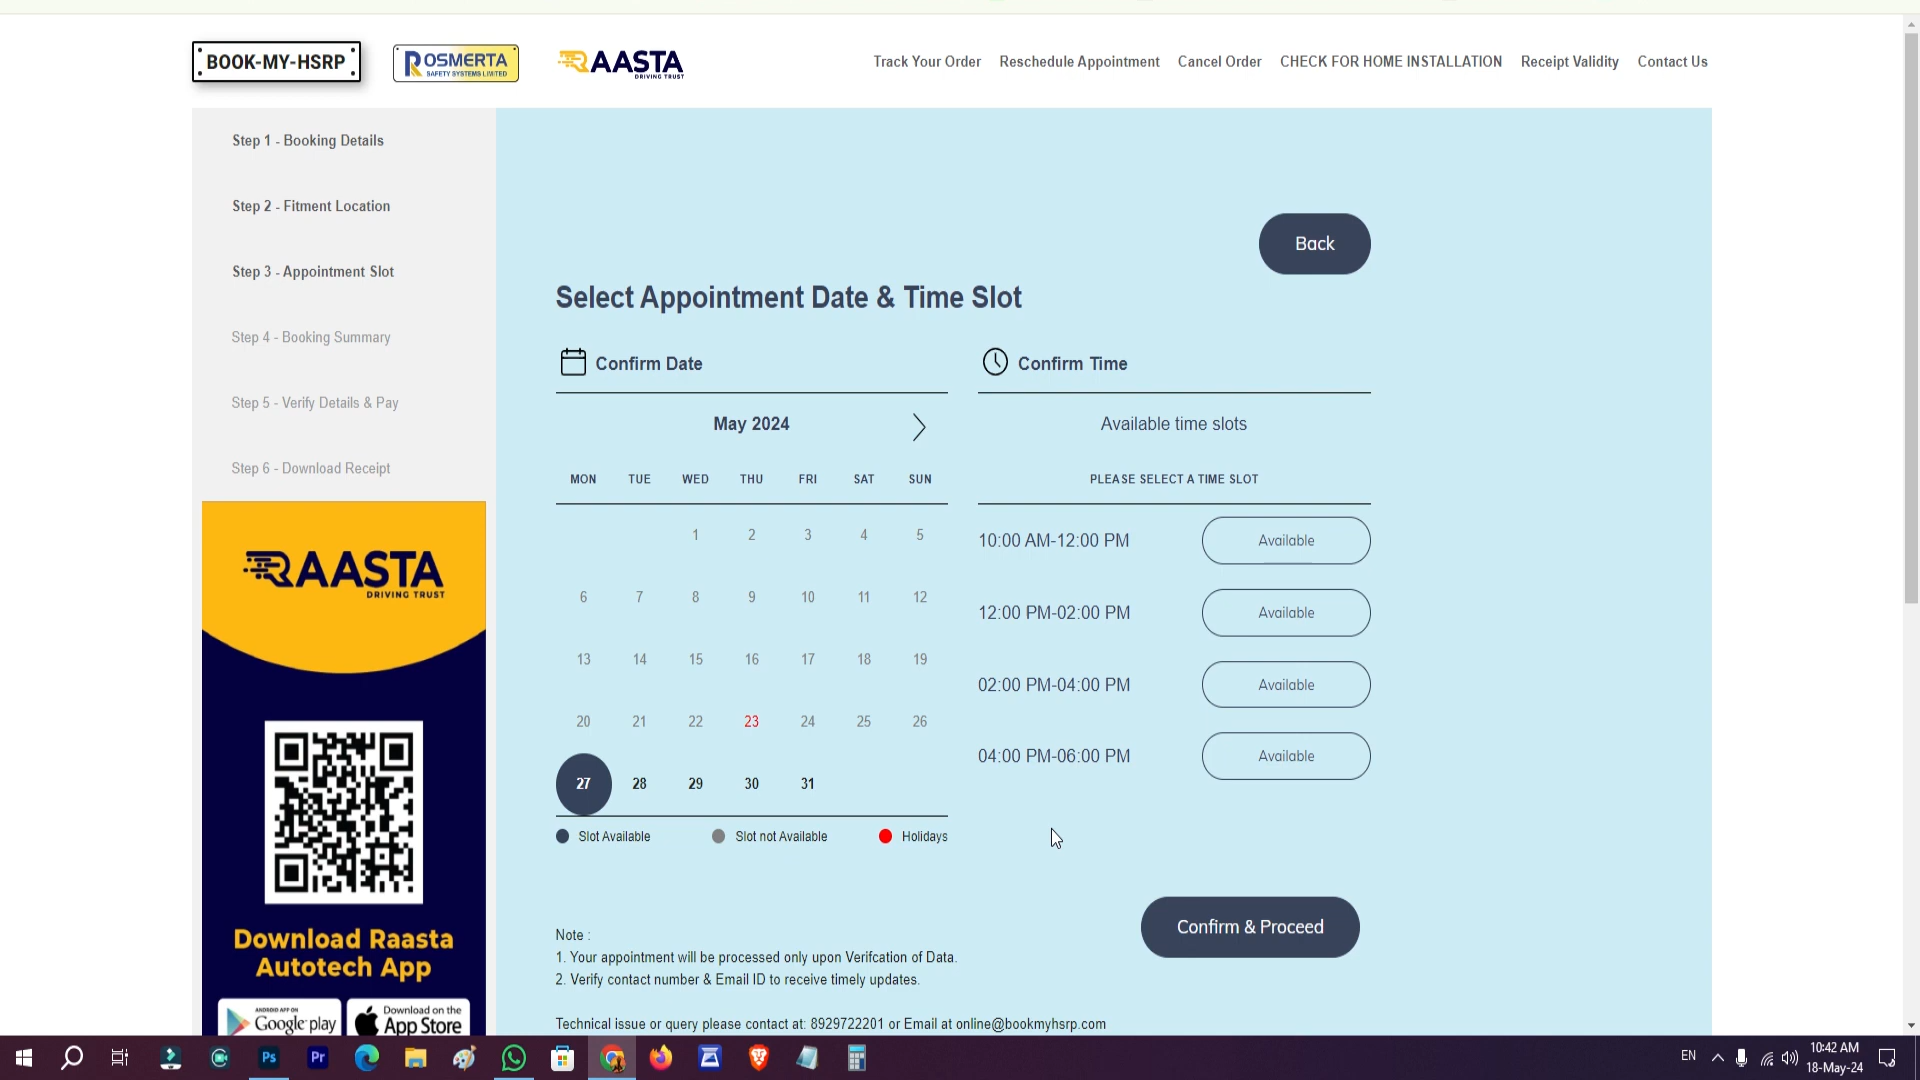 BOOK-MY-HSRP
ROSMERTA
SAFETY SYSTEMS LIMITED
RAASTA
DRIVING TRUST
Track Your Order Reschedule Appointment Cancel Order CHECK FOR HOME INSTALLATION Receipt Validity Contact Us
Step 1 - Booking Details
Step 2 - Fitment Location
Step 3 - Appointment Slot
Step 4 - Booking Summary
Step 5 - Verify Details & Pay
Step 6 - Download Receipt
RAASTA
DRIVING TRUST
Download Raasta
Autotech App
ANDROID APP ON
Google play
Download on the
App Store
Back
Select Appointment Date & Time Slot
Confirm Date
May 2024
MON TUE WED THU FRI SAT SUN
1 2 3 4 5
6 7 8 9 10 11 12
13 14 15 16 17 18 19
20 21 22 23 24 25 26
27 28 29 30 31
Slot Available Slot not Available Holidays
Confirm Time
Available time slots
PLEASE SELECT A TIME SLOT
10:00 AM-12:00 PM Available
12:00 PM-02:00 PM Available
02:00 PM-04:00 PM Available
04:00 PM-06:00 PM Available
Confirm & Proceed
Note :
1. Your appointment will be processed only upon Verifcation of Data.
2. Verify contact number & Email ID to receive timely updates.
Technical issue or query please contact at: 8929722201 or Email at online@bookmyhsrp.com
Ps
Pr
EN
10:42 AM
18-May-24